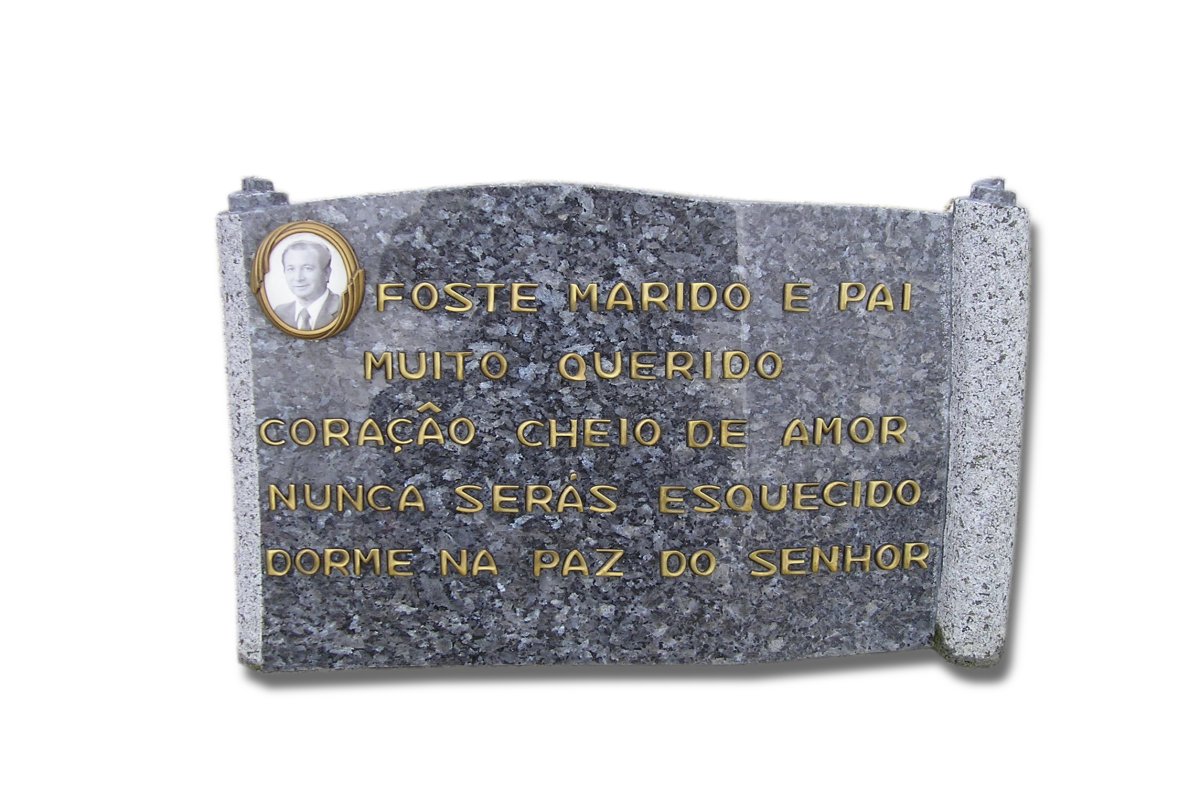 FOSTE MARIDO E PAI
MUITO QUERIDO
CORAÇÂO CHEIO DE AMOR
NUNCA SERÁS ESQUECIDO
DORME NA PAZ DO SENHOR